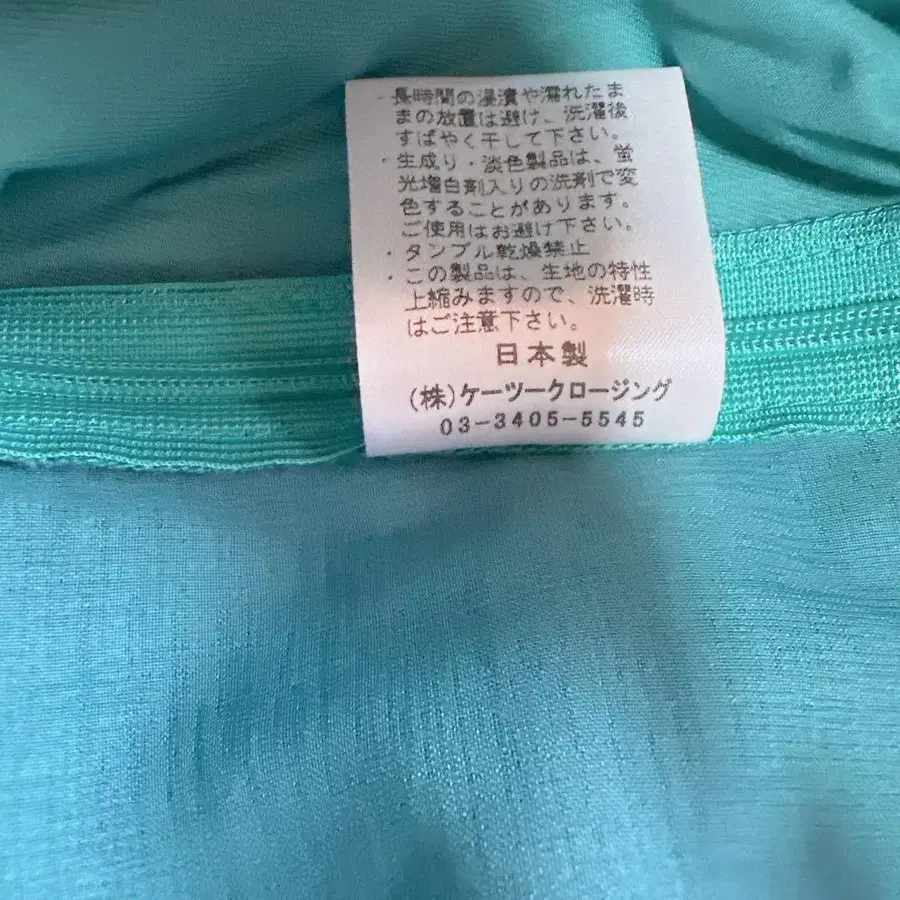 ・長時間の浸漬や濡れたま
まの放置は避け、洗濯後
すばやく干して下さい。
・生成り・淡色製品は、蛍
光増白剤入りの洗剤で変
色することがあります。
ご使用はお避け下さい。
・タンブル乾燥禁止
・この製品は、生地の特性
上縮みますので、洗濯時
はご注意下さい。
日本製
(株)ケーツークロージング
03-3405-5545